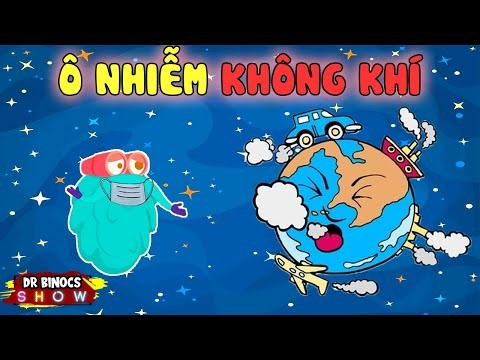 Ô NHIỄM KHÔNG KHÍ
DR BINOCS
SHOW